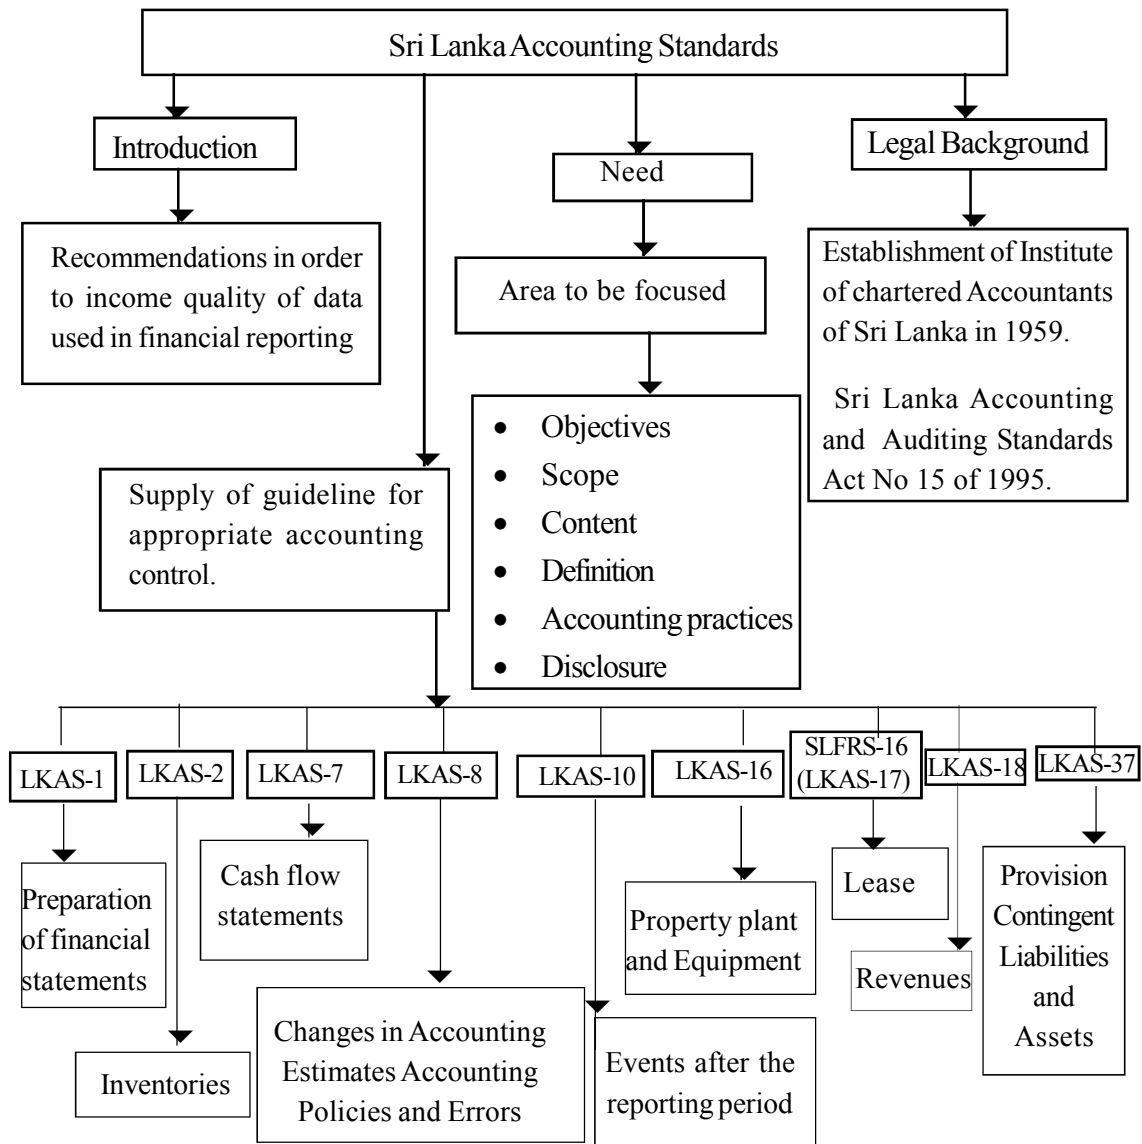 Sri Lanka Accounting Standards
Introduction
Need
Legal Background
Recommendations in order
to income quality of data
used in financial reporting
Area to be focused
Establishment of Institute
of chartered Accountants
of Sri Lanka in 1959.
Sri Lanka Accounting
and Auditing Standards
Act No 15 of 1995.
Supply of guideline for
appropriate accounting
control.
• Objectives
• Scope
• Content
• Definition
• Accounting practices
• Disclosure
LKAS-1
LKAS-2
LKAS-7
LKAS-8
LKAS-10
LKAS-16
SLFRS-16
(LKAS-17)
LKAS-18
LKAS-37
Preparation
of financial
statements
Inventories
Cash flow
statements
Changes in Accounting
Estimates Accounting
Policies and Errors
Events after the
reporting period
Property plant
and Equipment
Lease
Revenues
Provision
Contingent
Liabilities
and
Assets